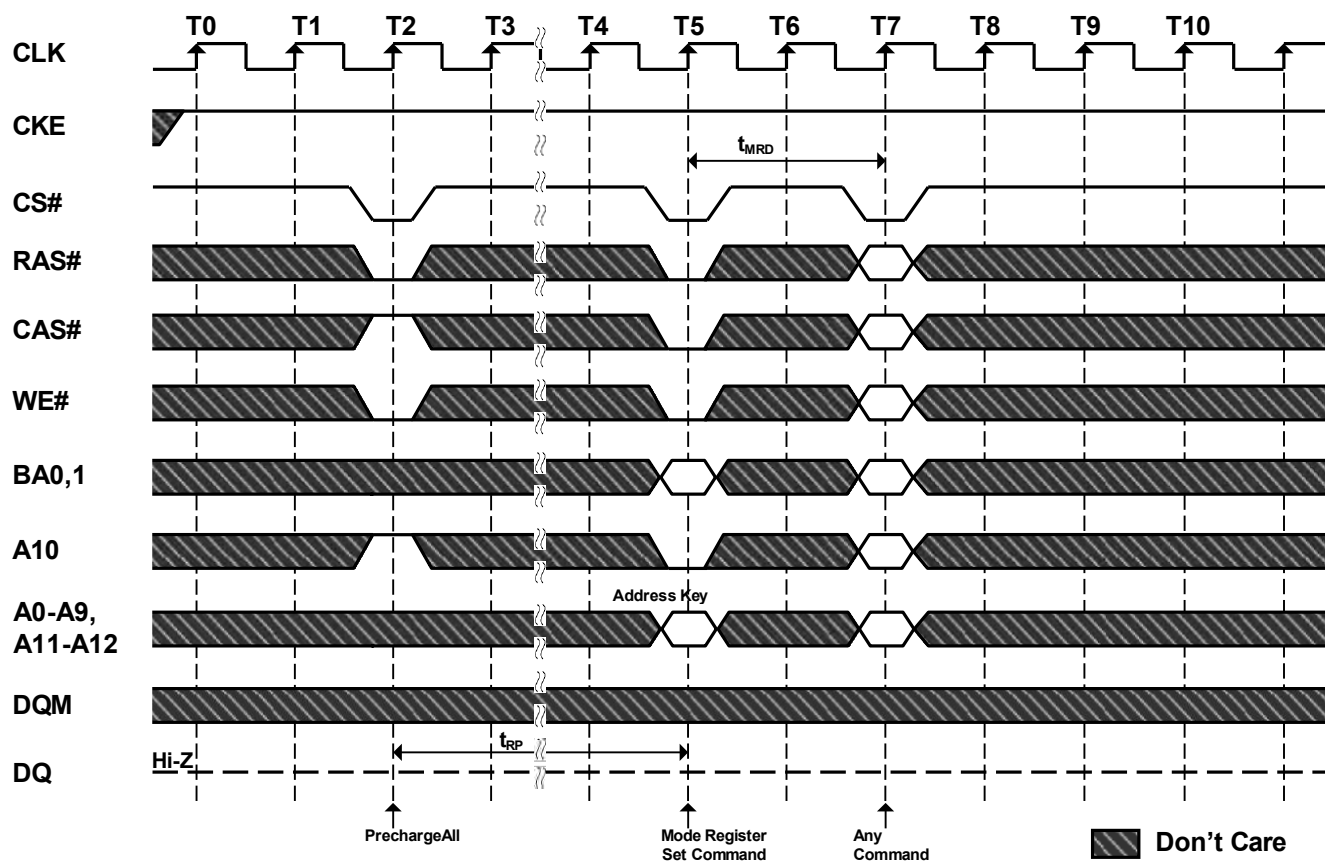 T0 T1 T2 T3 T4 T5 T6 T7 T8 T9 T10
CLK
CKE
tMRD
CS#
RAS#
CAS#
WE#
BA0,1
A10
Address Key
A0-A9,
A11-A12
DQM
tRP
Hi-Z
DQ
PrechargeAll
Mode Register
Set Command
Any
Command
Don't Care